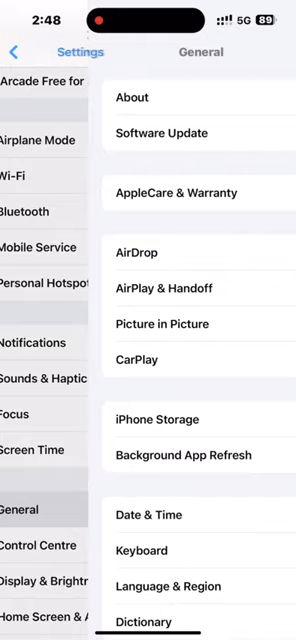 2:48
5G
89
Settings
General
Arcade Free for
Airplane Mode
Wi-Fi
Bluetooth
Mobile Service
Personal Hotspot
Notifications
Sounds & Haptic
Focus
Screen Time
General
Control Centre
Display & Brightn
Home Screen & A
About
Software Update
AppleCare & Warranty
AirDrop
AirPlay & Handoff
Picture in Picture
CarPlay
iPhone Storage
Background App Refresh
Date & Time
Keyboard
Language & Region
Dictionary